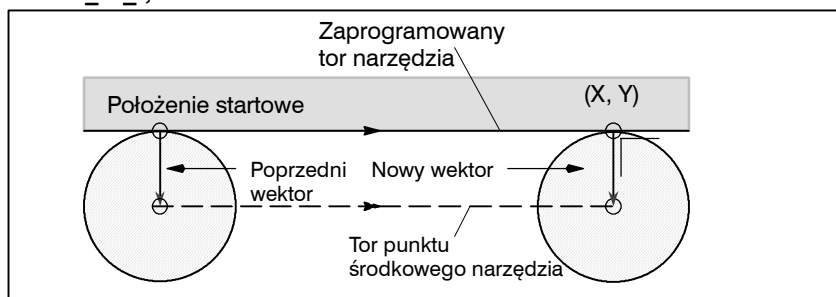 Zaprogramowany
tor narzędzia
Położenie startowe
(X, Y)
Poprzedni
wektor
Nowy wektor
Tor punktu
środkowego narzędzia